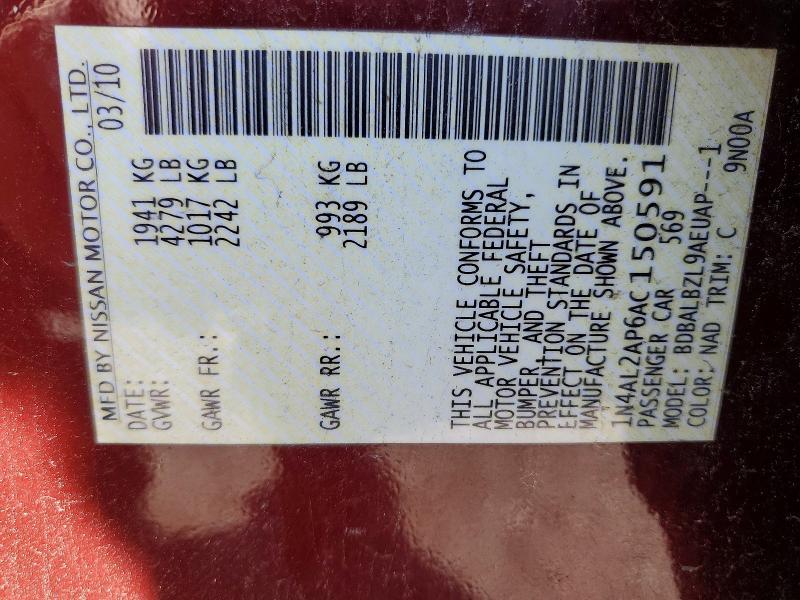 MFD BY NISSAN MOTOR CO., LTD.
DATE: 03/10
GVWR: 1941 KG
4279 LB
GAWR FR.: 1017 KG
2242 LB
GAWR RR.: 993 KG
2189 LB
THIS VEHICLE CONFORMS TO
ALL APPLICABLE FEDERAL
MOTOR VEHICLE SAFETY,
BUMPER AND THEFT
PREVENTION STANDARDS IN
EFFECT ON THE DATE OF
MANUFACTURE SHOWN ABOVE.
1N4AL2AP6AC150591
PASSENGER CAR 569
MODEL: BDBALBZL9AEUAP---1
COLOR: NAD TRIM: C 9N00A